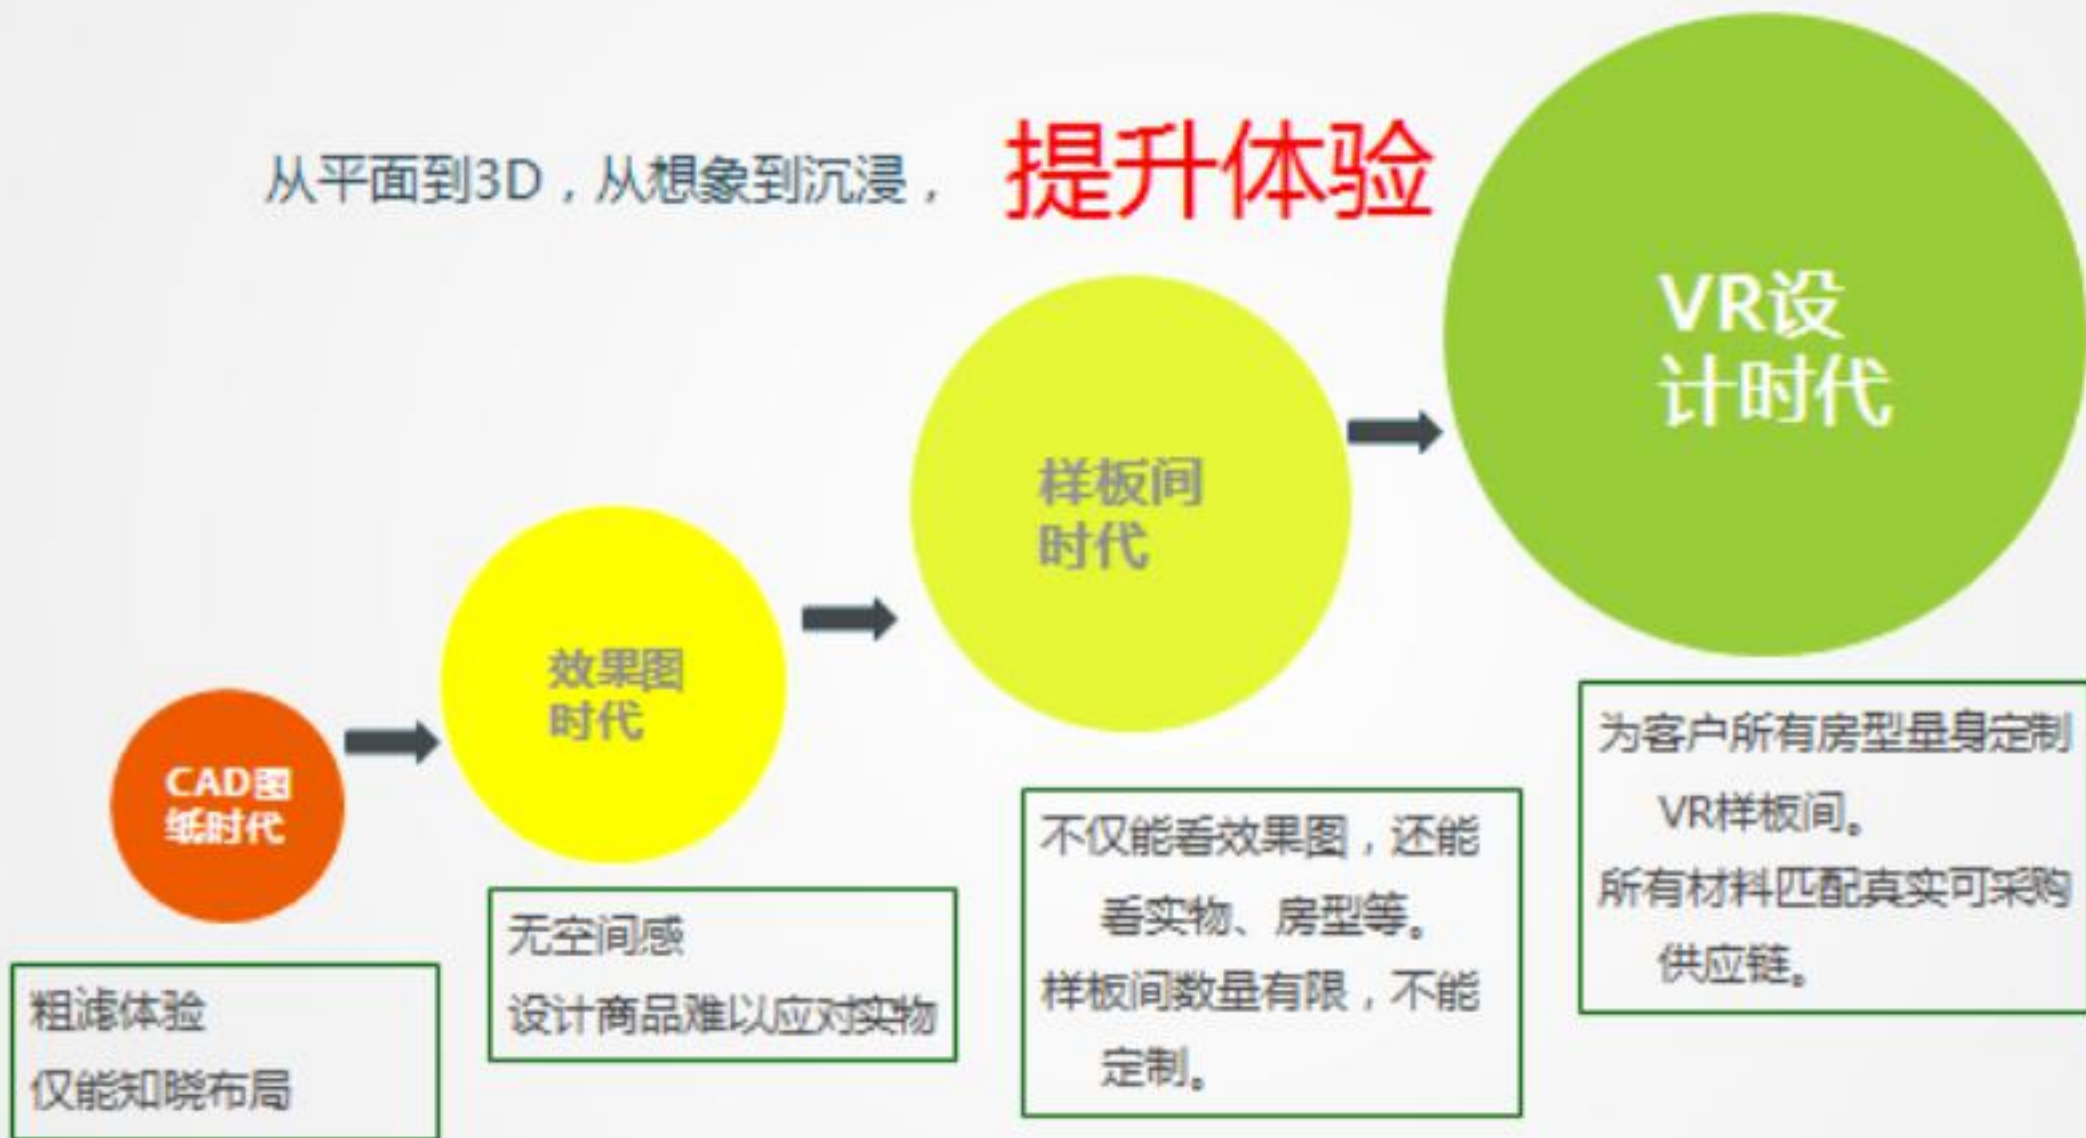 从平面到3D，从想象到沉浸，
提升体验
CAD图
纸时代
粗滤体验
仅能知晓布局
效果图
时代
无空间感
设计商品难以应对实物
样板间
时代
不仅能看效果图，还能
看实物、房型等。
样板间数量有限，不能
定制。
VR设
计时代
为客户所有房型量身定制
VR样板间。
所有材料匹配真实可采购
供应链。